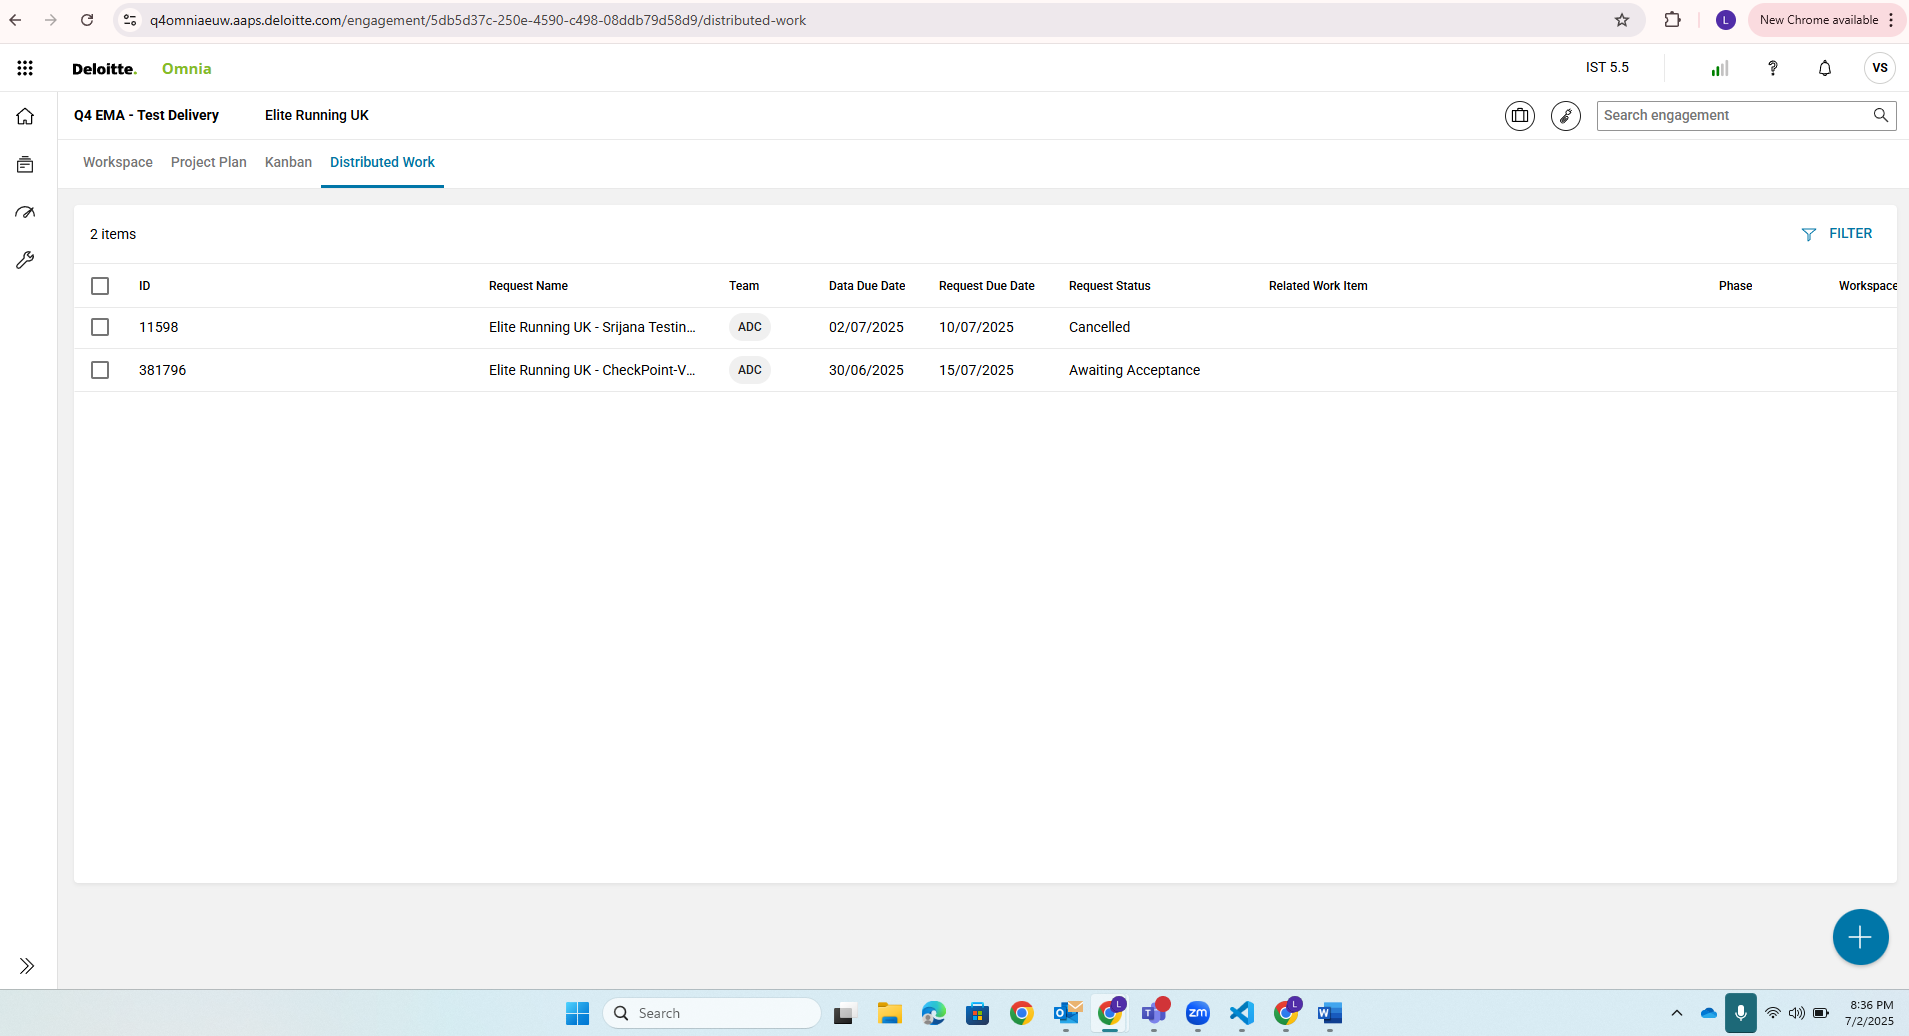 q4omniaeuw.aaps.deloitte.com/engagement/5db5d37c-250e-4590-c498-08ddb79d58d9/distributed-work
L
New Chrome available
Deloitte.
Omnia
IST 5.5
VS
Q4 EMA - Test Delivery
Elite Running UK
Search engagement
Workspace
Project Plan
Kanban
Distributed Work
2 items
FILTER
ID Request Name Team Data Due Date Request Due Date Request Status Related Work Item Phase Workspace
11598 Elite Running UK - Srijana Testin... ADC 02/07/2025 10/07/2025 Cancelled
381796 Elite Running UK - CheckPoint-V... ADC 30/06/2025 15/07/2025 Awaiting Acceptance
Search
8:36 PM
7/2/2025